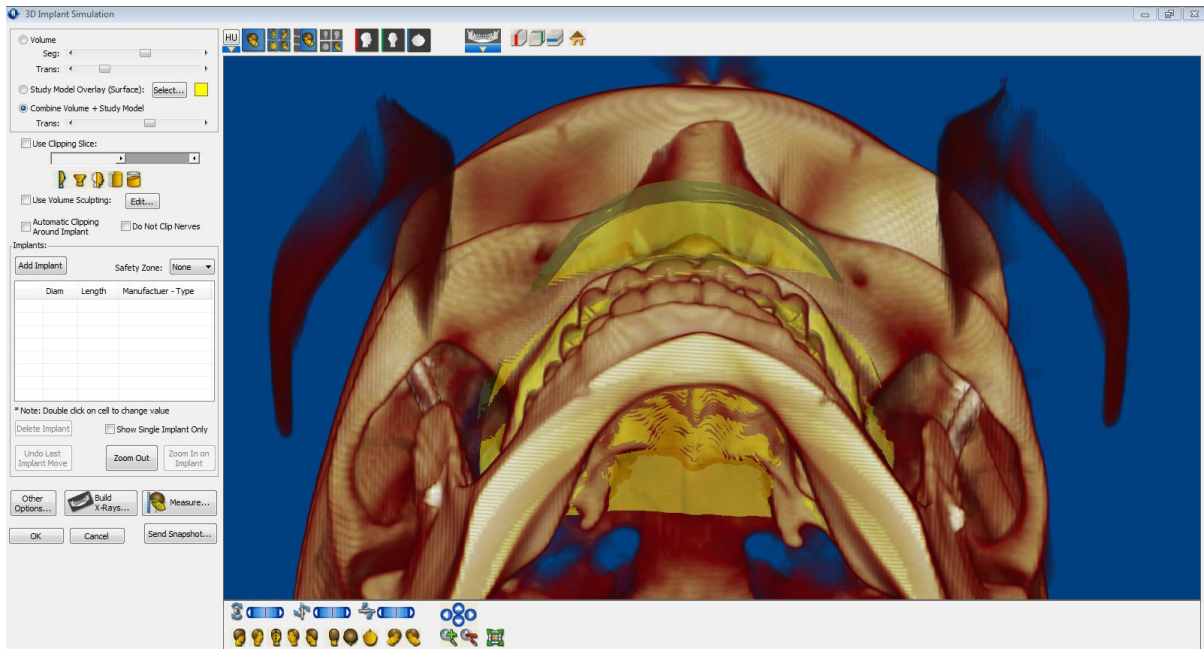 3D Implant Simulation
Volume
Seg:
Trans:
Study Model Overlay (Surface): Select...
Combine Volume + Study Model
Trans:
Use Clipping Slice:
Use Volume Sculpting: Edit...
Automatic Clipping
Around Implant
Do Not Clip Nerves
Implants:
Add Implant Safety Zone: None
Diam Length Manufactuer - Type
* Note: Double click on cell to change value
Delete Implant Show Single Implant Only
Undo Last
Implant Move
Zoom Out
Zoom In on
Implant
Other
Options...
Build
X-Rays...
Measure...
OK Cancel Send Snapshot...
HU